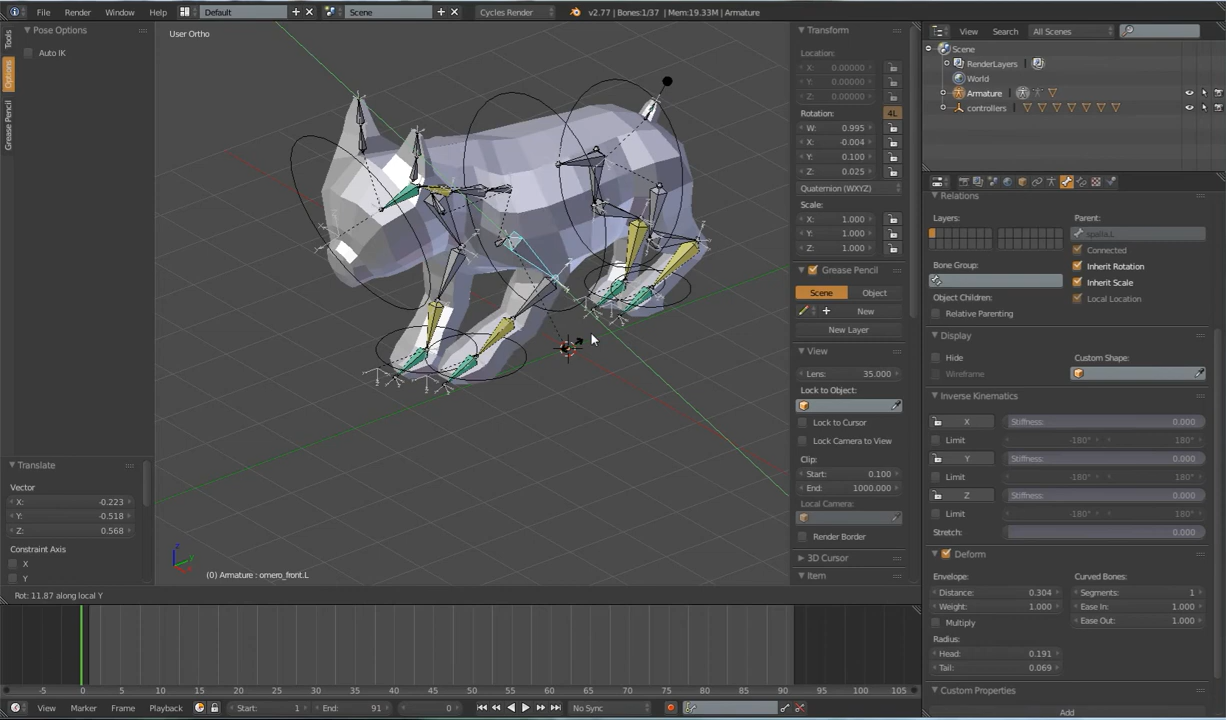 File Render Window Help Default Scene Cycles Render v2.77 | Bones:1/37 | Mem:19.33M | Armature
Pose Options
Auto IK
Tools
Options
Grease Pencil
User Ortho
Translate
Vector
X: -0.223
Y: -0.518
Z: 0.568
Constraint Axis
X
Y
(0) Armature : omero_front.L
Rot: 11.87 along local Y
Transform
Location:
X: 0.00000
Y: 0.00000
Z: 0.00000
Rotation: 4L
W: 0.995
X: -0.004
Y: 0.100
Z: 0.025
Quaternion (WXYZ)
Scale:
X: 1.000
Y: 1.000
Z: 1.000
Grease Pencil
Scene Object
New
New Layer
View
Lens: 35.000
Lock to Object:
Lock to Cursor
Lock Camera to View
Clip:
Start: 0.100
End: 1000.000
Local Camera:
Render Border
3D Cursor
Item
View Search All Scenes
Scene
RenderLayers
World
Armature
controllers
Relations
Layers: Parent:
spalla.L
Connected
Bone Group: Inherit Rotation
Inherit Scale
Object Children: Local Location
Relative Parenting
Display
Hide Custom Shape:
Wireframe
Inverse Kinematics
X Stiffness: 0.000
Limit -180° 180°
Y Stiffness: 0.000
Limit -180° 180°
Z Stiffness: 0.000
Limit -180° 180°
Stretch: 0.000
Deform
Envelope: Curved Bones:
Distance: 0.304 Segments: 1
Weight: 1.000 Ease In: 1.000
Multiply Ease Out: 1.000
Radius:
Head: 0.191
Tail: 0.069
Custom Properties
Add
-5 0 5 10 15 20 25 30 35 40 45 50 55 60 65 70 75 80 85 90 95 100 105
View Marker Frame Playback Start: 1 End: 91 0 No Sync